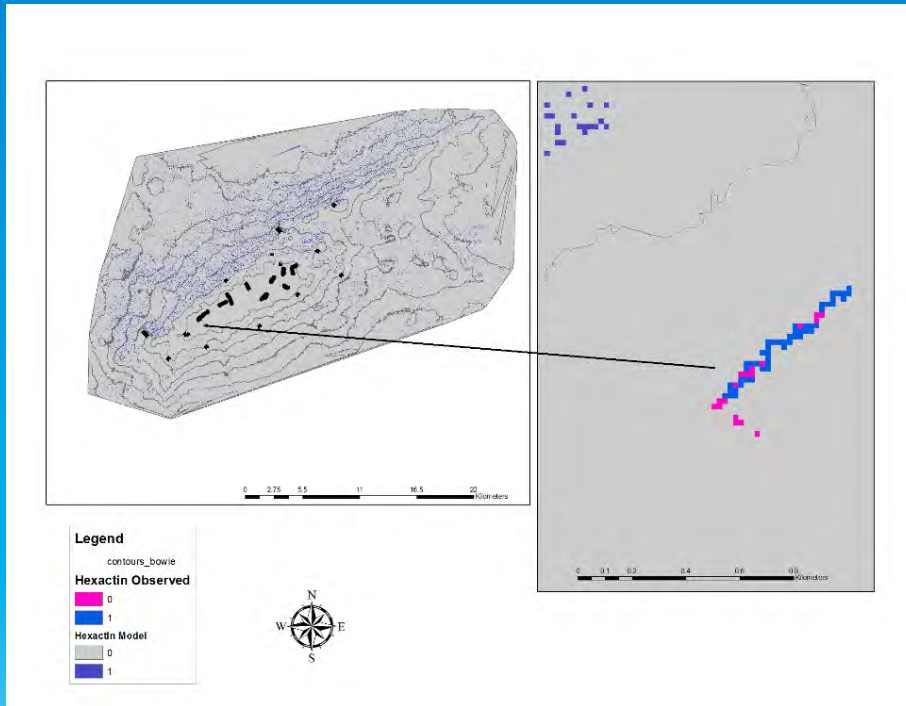 0 2.75 5.5 11 16.5 22
Kilometers
0 0.1 0.2 0.4 0.6 0.8
Kilometers
Legend
contours_bowie
Hexactin Observed
0
1
Hexactin Model
0
1
N
W E
S